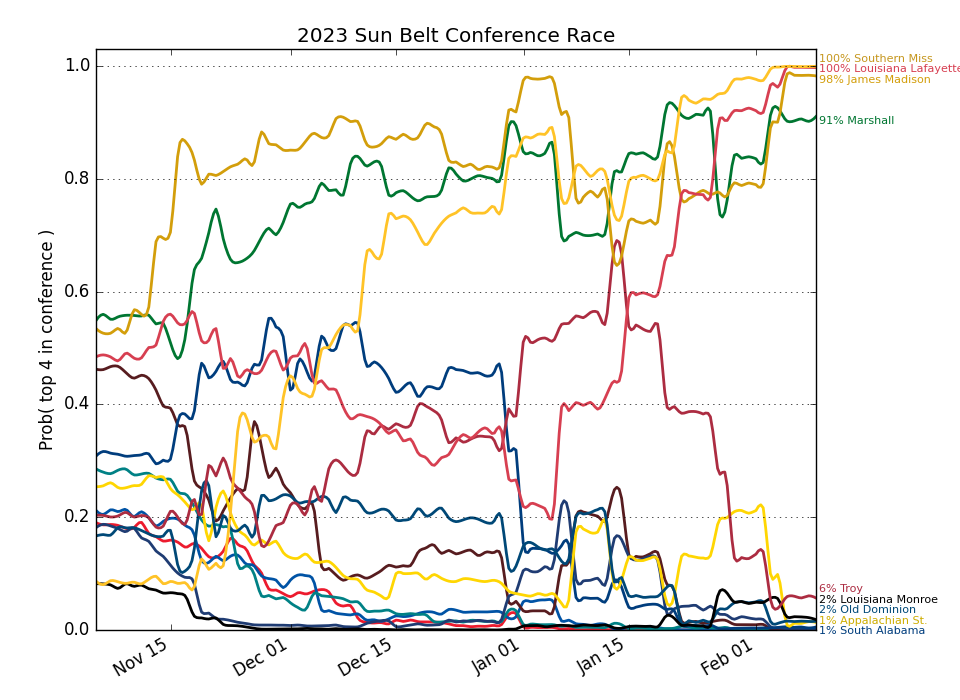 2023 Sun Belt Conference Race
Prob( top 4 in conference )
1.0
0.8
0.6
0.4
0.2
0.0
Nov 15
Dec 01
Dec 15
Jan 01
Jan 15
Feb 01
100% Southern Miss
100% Louisiana Lafayette
98% James Madison
91% Marshall
6% Troy
2% Louisiana Monroe
2% Old Dominion
1% Appalachian St.
1% South Alabama